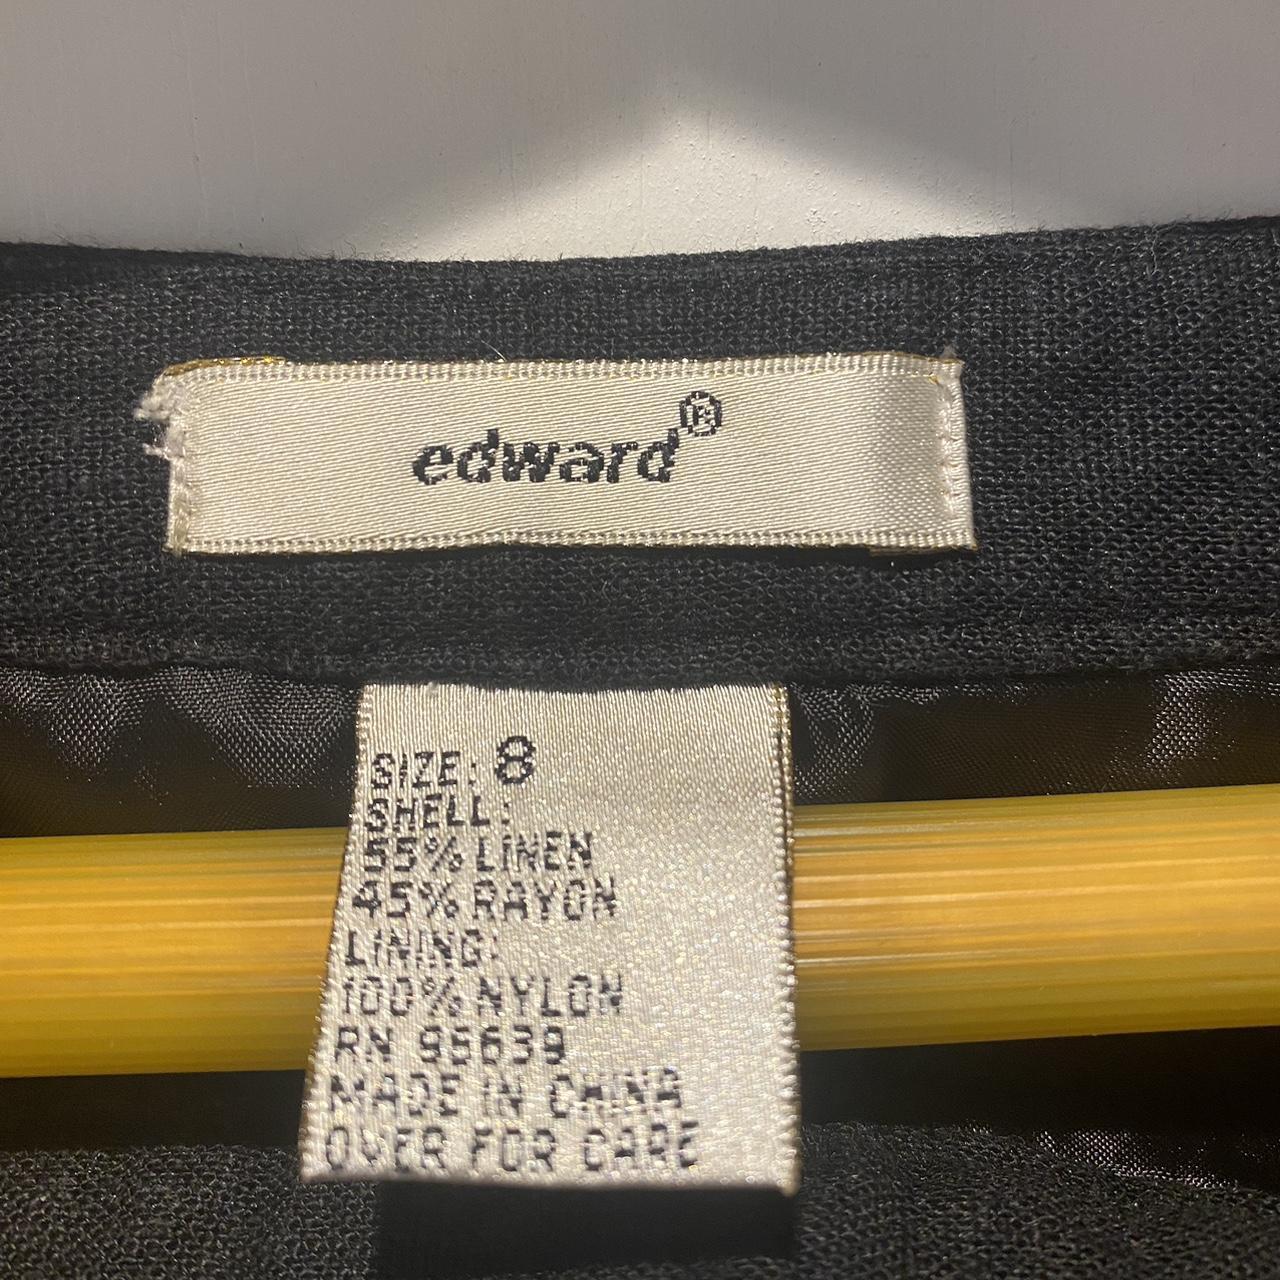 edward®
SIZE: 8
SHELL:
55% LINEN
45% RAYON
LINING:
100% NYLON
RN 95639
MADE IN CHINA
OVER FOR CARE